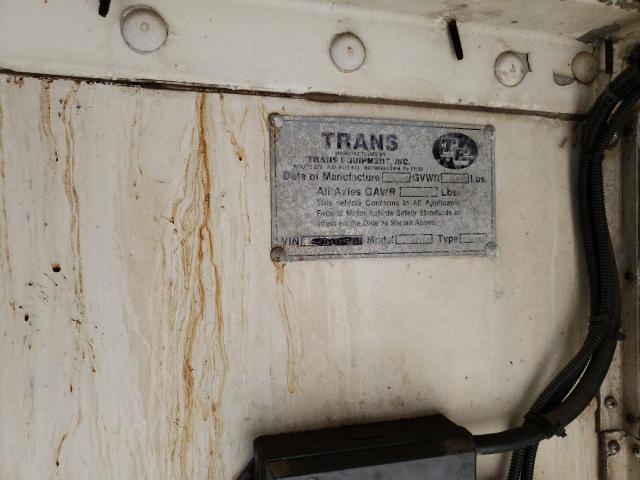 TRANS
MANUFACTURED BY
TRANS EQUIPMENT, INC.
TE
Date of Manufacture GVWR Lbs.
All Axles GAWR Lbs
This Vehicle Conforms to All Applicable
Federal Motor Vehicle Safety Standards in
effect on the Date as Shown Above.
VIN Model Type